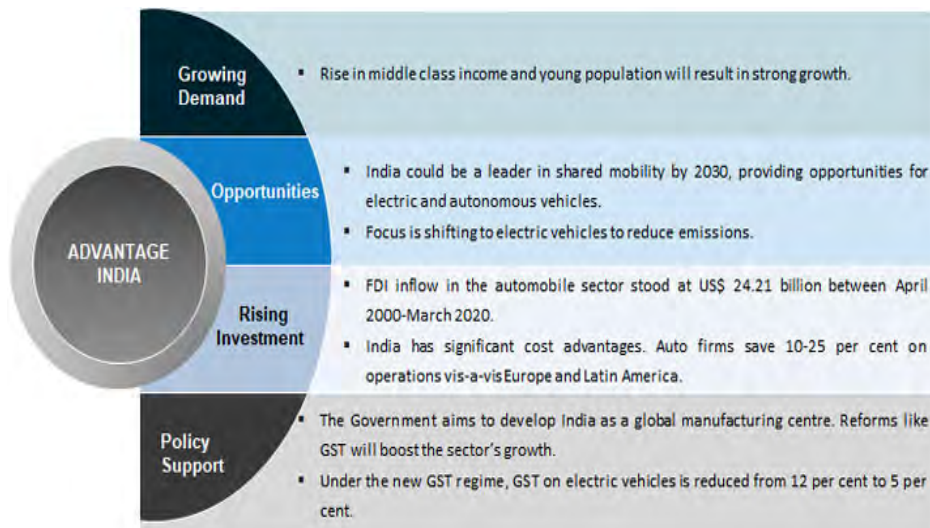 Growing
Demand
▪ Rise in middle class income and young population will result in strong growth.
Opportunities
▪ India could be a leader in shared mobility by 2030, providing opportunities for
electric and autonomous vehicles.
▪ Focus is shifting to electric vehicles to reduce emissions.
ADVANTAGE
INDIA
Rising
Investment
▪ FDI inflow in the automobile sector stood at US$ 24.21 billion between April
2000-March 2020.
▪ India has significant cost advantages. Auto firms save 10-25 per cent on
operations vis-a-vis Europe and Latin America.
Policy
Support
▪ The Government aims to develop India as a global manufacturing centre. Reforms like
GST will boost the sector's growth.
▪ Under the new GST regime, GST on electric vehicles is reduced from 12 per cent to 5 per
cent.